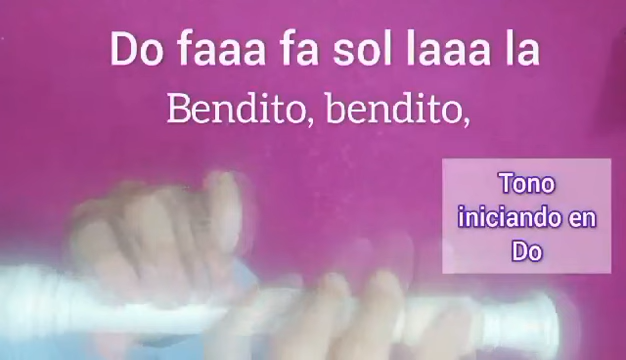 Do faaa fa sol laaa la
Bendito, bendito,
Tono
iniciando en
Do